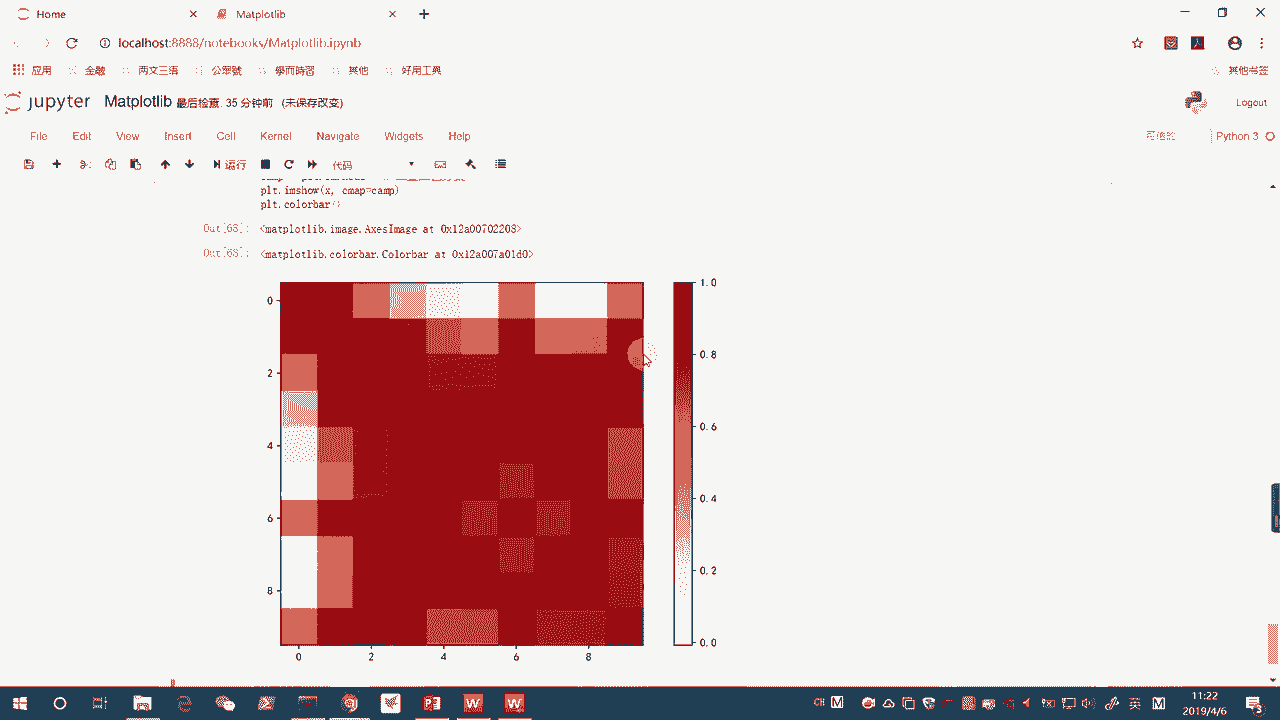 Home
Matplotlib
localhost:8888/notebooks/Matplotlib.ipynb
应用 金融 两文三语 公眾號 學而時習 其他 好用工具 其他书签
jupyter Matplotlib 最后检查: 35 分钟前 (未保存改变) Logout
File Edit View Insert Cell Kernel Navigate Widgets Help 可信的 Python 3
运行 代码
plt.imshow(x, cmap=camp)
plt.colorbar()
Out[68]: <matplotlib.image.AxesImage at 0x12a00702208>
Out[68]: <matplotlib.colorbar.Colorbar at 0x12a007a01d0>
0
2
4
6
8
0 2 4 6 8
1.0
0.8
0.6
0.4
0.2
0.0
CH M 英 M
11:22
2019/4/6